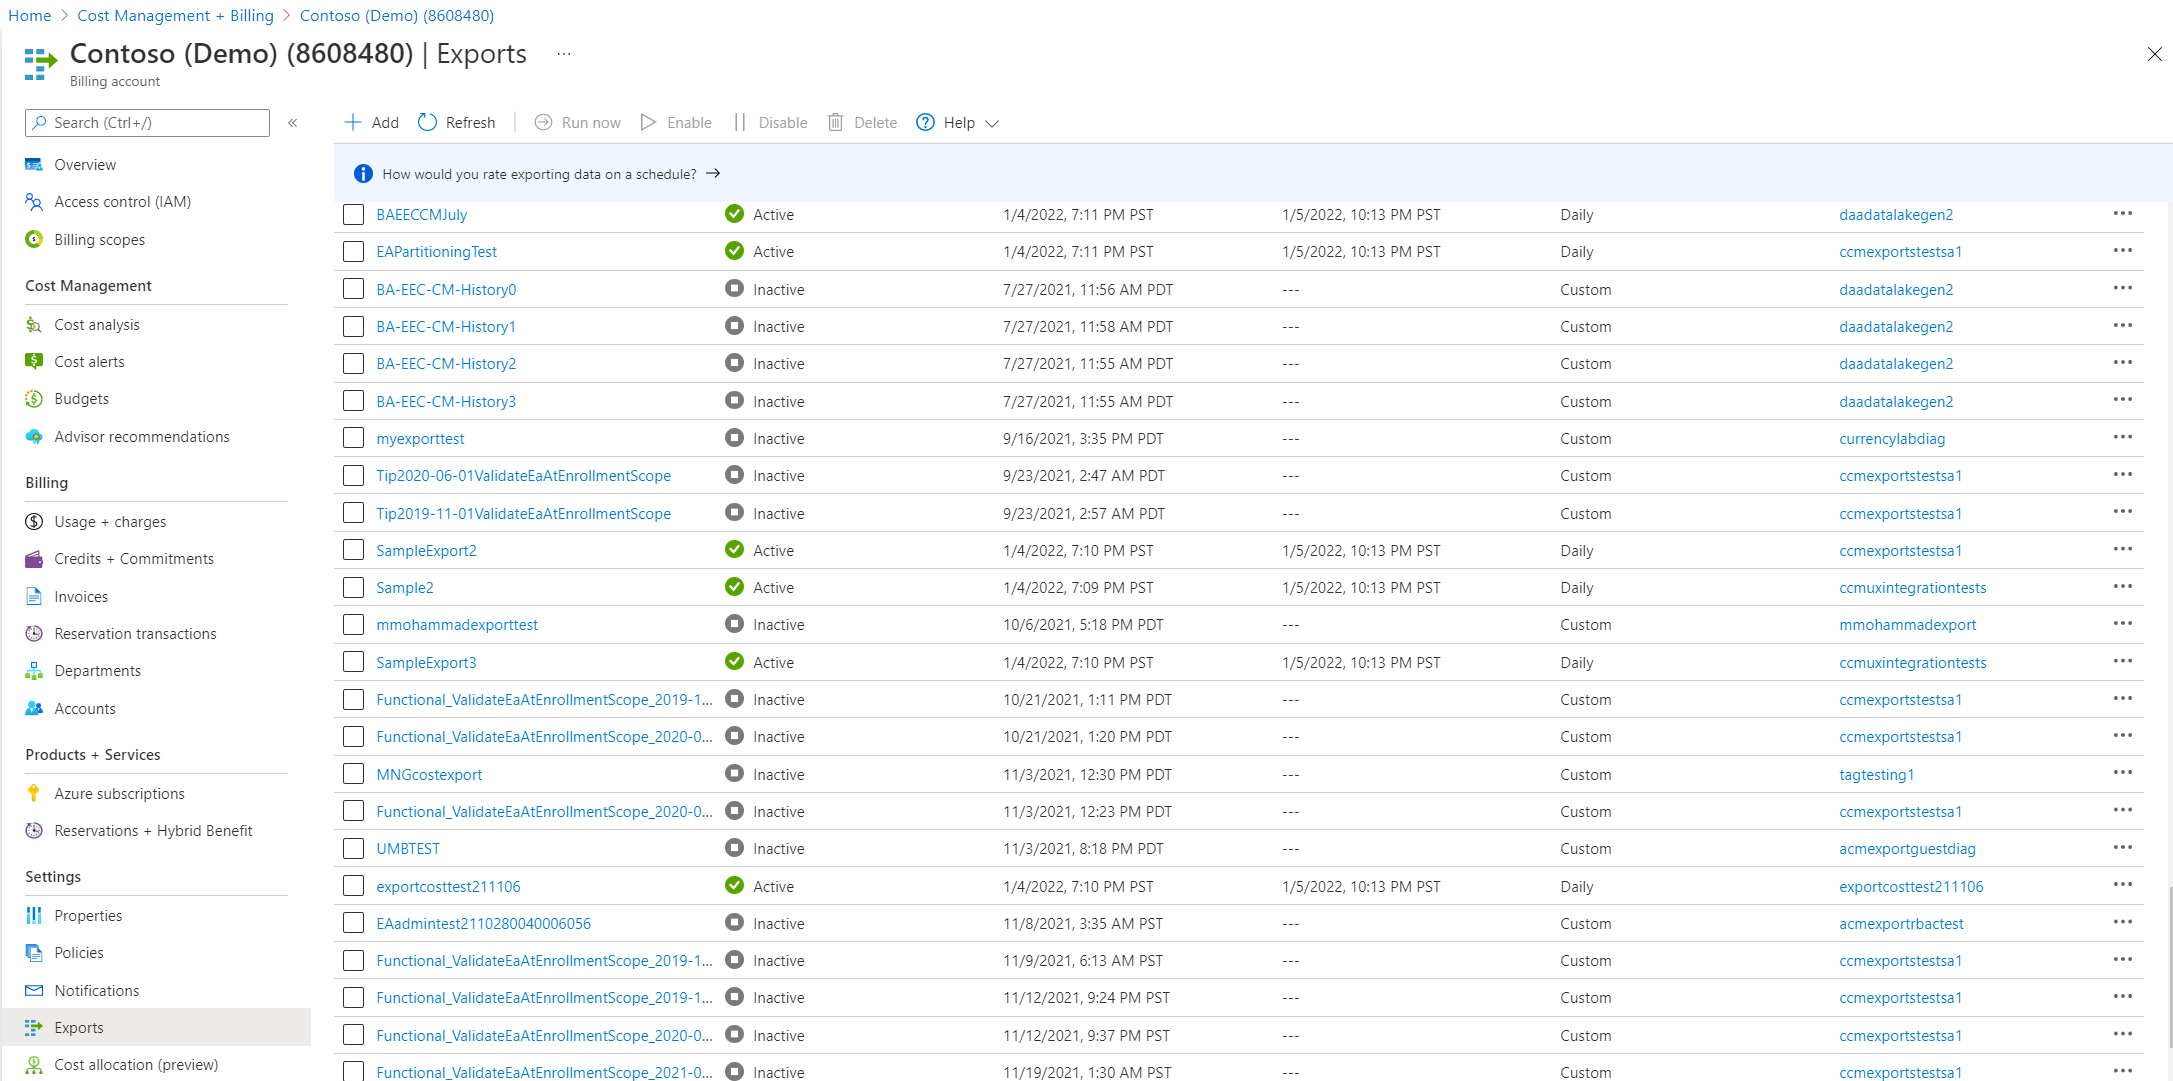 Home > Cost Management + Billing > Contoso (Demo) (8608480)
Contoso (Demo) (8608480) | Exports ...
Billing account
Search (Ctrl+/) «
Add Refresh Run now Enable Disable Delete Help
How would you rate exporting data on a schedule? →
Overview
Access control (IAM)
Billing scopes
Cost Management
Cost analysis
Cost alerts
Budgets
Advisor recommendations
Billing
Usage + charges
Credits + Commitments
Invoices
Reservation transactions
Departments
Accounts
Products + Services
Azure subscriptions
Reservations + Hybrid Benefit
Settings
Properties
Policies
Notifications
Exports
Cost allocation (preview)
BAEECCMJuly Active 1/4/2022, 7:11 PM PST 1/5/2022, 10:13 PM PST Daily daadatalakegen2 ...
EAPartitioningTest Active 1/4/2022, 7:11 PM PST 1/5/2022, 10:13 PM PST Daily ccmexportstestsa1 ...
BA-EEC-CM-History0 Inactive 7/27/2021, 11:56 AM PDT --- Custom daadatalakegen2 ...
BA-EEC-CM-History1 Inactive 7/27/2021, 11:58 AM PDT --- Custom daadatalakegen2 ...
BA-EEC-CM-History2 Inactive 7/27/2021, 11:55 AM PDT --- Custom daadatalakegen2 ...
BA-EEC-CM-History3 Inactive 7/27/2021, 11:55 AM PDT --- Custom daadatalakegen2 ...
myexporttest Inactive 9/16/2021, 3:35 PM PDT --- Custom currencylabdiag ...
Tip2020-06-01ValidateEaAtEnrollmentScope Inactive 9/23/2021, 2:47 AM PDT --- Custom ccmexportstestsa1 ...
Tip2019-11-01ValidateEaAtEnrollmentScope Inactive 9/23/2021, 2:57 AM PDT --- Custom ccmexportstestsa1 ...
SampleExport2 Active 1/4/2022, 7:10 PM PST 1/5/2022, 10:13 PM PST Daily ccmexportstestsa1 ...
Sample2 Active 1/4/2022, 7:09 PM PST 1/5/2022, 10:13 PM PST Daily ccmuxintegrationtests ...
mmohammadexporttest Inactive 10/6/2021, 5:18 PM PDT --- Custom mmohammadexport ...
SampleExport3 Active 1/4/2022, 7:10 PM PST 1/5/2022, 10:13 PM PST Daily ccmuxintegrationtests ...
Functional_ValidateEaAtEnrollmentScope_2019-1... Inactive 10/21/2021, 1:11 PM PDT --- Custom ccmexportstestsa1 ...
Functional_ValidateEaAtEnrollmentScope_2020-0... Inactive 10/21/2021, 1:20 PM PDT --- Custom ccmexportstestsa1 ...
MNGcostexport Inactive 11/3/2021, 12:30 PM PDT --- Custom tagtesting1 ...
Functional_ValidateEaAtEnrollmentScope_2020-0... Inactive 11/3/2021, 12:23 PM PDT --- Custom ccmexportstestsa1 ...
UMBTEST Inactive 11/3/2021, 8:18 PM PDT --- Custom acmexportguestdiag ...
exportcosttest211106 Active 1/4/2022, 7:10 PM PST 1/5/2022, 10:13 PM PST Daily exportcosttest211106 ...
EAadmintest2110280040006056 Inactive 11/8/2021, 3:35 AM PST --- Custom acmexportrbactest ...
Functional_ValidateEaAtEnrollmentScope_2019-1... Inactive 11/9/2021, 6:13 AM PST --- Custom ccmexportstestsa1 ...
Functional_ValidateEaAtEnrollmentScope_2019-1... Inactive 11/12/2021, 9:24 PM PST --- Custom ccmexportstestsa1 ...
Functional_ValidateEaAtEnrollmentScope_2020-0... Inactive 11/12/2021, 9:37 PM PST --- Custom ccmexportstestsa1 ...
Functional_ValidateEaAtEnrollmentScope_2021-0... Inactive 11/19/2021, 1:30 AM PST --- Custom ccmexportstestsa1 ...